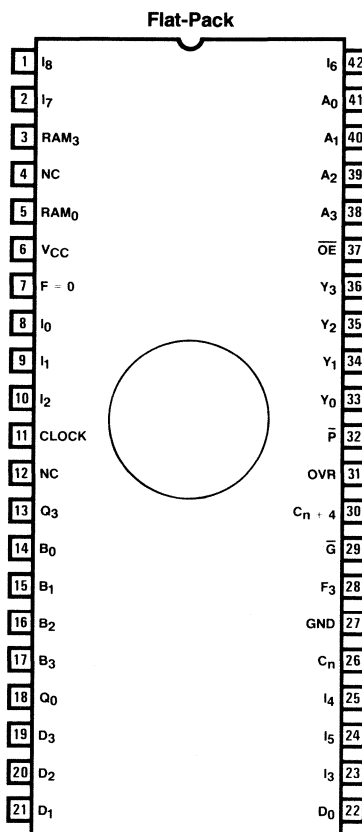 Flat-Pack
1 I8 I6 42
2 I7 A0 41
3 RAM3 A1 40
4 NC A2 39
5 RAM0 A3 38
6 VCC O̅E̅ 37
7 F = 0 Y3 36
8 I0 Y2 35
9 I1 Y1 34
10 I2 Y0 33
11 CLOCK P̅ 32
12 NC OVR 31
13 Q3 Cn + 4 30
14 B0 G̅ 29
15 B1 F3 28
16 B2 GND 27
17 B3 Cn 26
18 Q0 I4 25
19 D3 I5 24
20 D2 I3 23
21 D1 D0 22